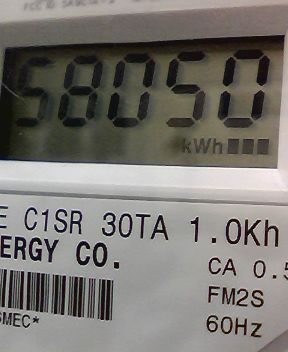 58050
kWh
E C1SR 30TA 1.0Kh
ERGY CO.
CA 0.5
FM2S
SMEC*
60Hz